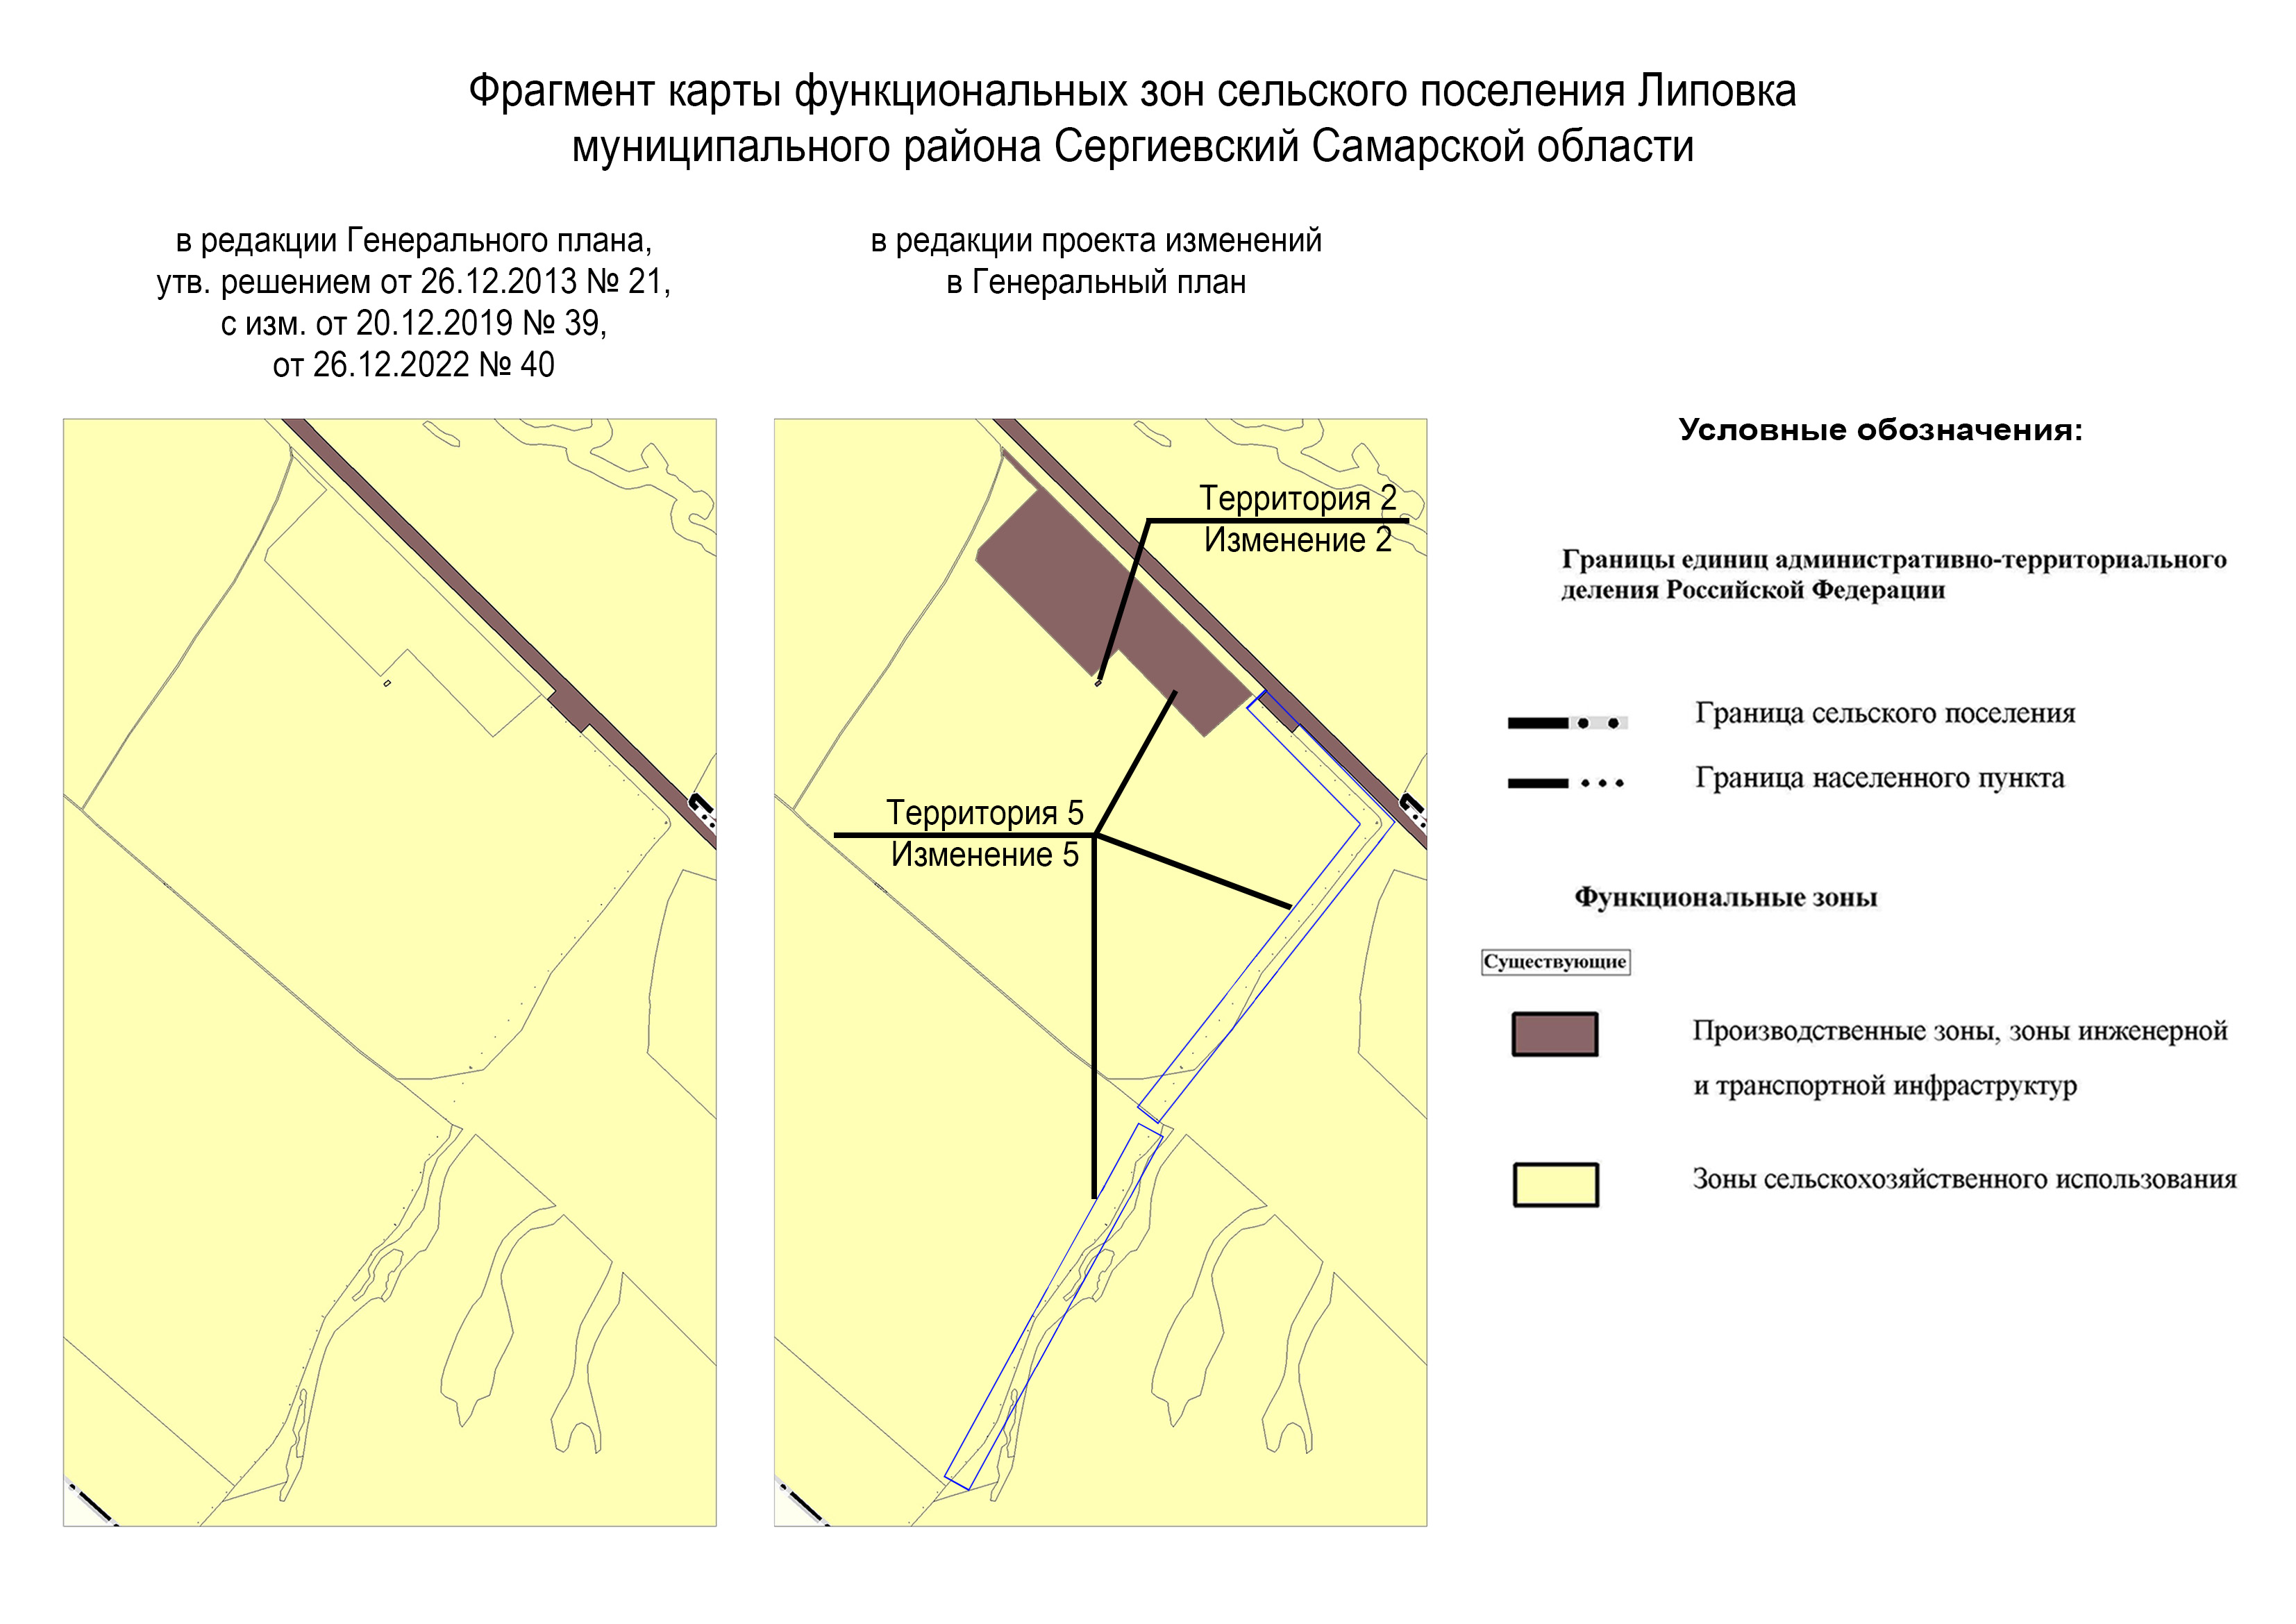 Фрагмент карты функциональных зон сельского поселения Липовка
муниципального района Сергиевский Самарской области
в редакции Генерального плана,
утв. решением от 26.12.2013 № 21,
с изм. от 20.12.2019 № 39,
от 26.12.2022 № 40
в редакции проекта изменений
в Генеральный план
Территория 2
Изменение 2
Территория 5
Изменение 5
Условные обозначения:
Границы единиц административно-территориального
деления Российской Федерации
Граница сельского поселения
Граница населенного пункта
Функциональные зоны
Существующие
Производственные зоны, зоны инженерной
и транспортной инфраструктур
Зоны сельскохозяйственного использования